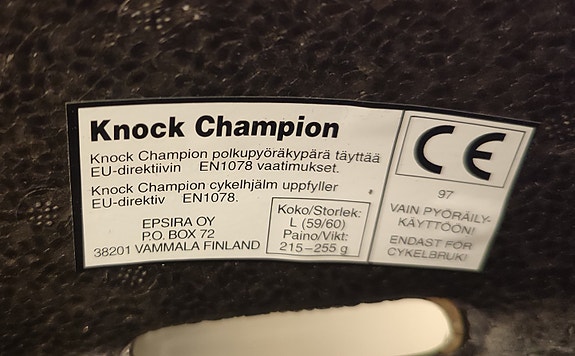 Knock Champion
Knock Champion polkupyöräkypärä täyttää
EU-direktiivin EN1078 vaatimukset.
Knock Champion cykelhjälm uppfyller
EU-direktiv EN1078.
EPSIRA OY
P.O. BOX 72
38201 VAMMALA FINLAND
Koko/Storlek:
L (59/60)
Paino/Vikt:
215–255 g
CE
97
VAIN PYÖRÄILY-
KÄYTTÖÖN!
ENDAST FÖR
CYKELBRUK!